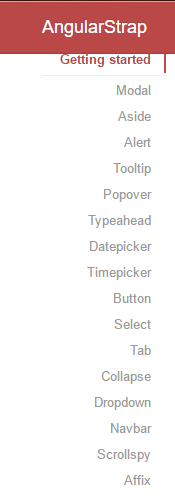 AngularStrap
Getting started
Modal
Aside
Alert
Tooltip
Popover
Typeahead
Datepicker
Timepicker
Button
Select
Tab
Collapse
Dropdown
Navbar
Scrollspy
Affix